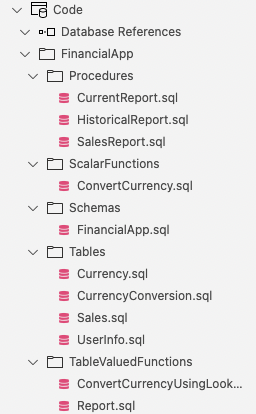 Code
Database References
FinancialApp
Procedures
CurrentReport.sql
HistoricalReport.sql
SalesReport.sql
ScalarFunctions
ConvertCurrency.sql
Schemas
FinancialApp.sql
Tables
Currency.sql
CurrencyConversion.sql
Sales.sql
UserInfo.sql
TableValuedFunctions
ConvertCurrencyUsingLook...
Report.sql